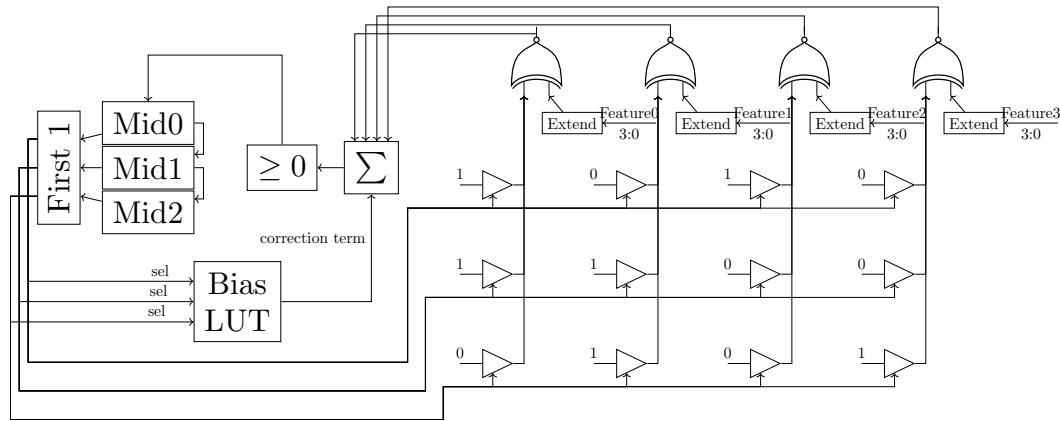 Mid0
Mid1
Mid2
First 1
≥ 0
∑
Extend
Feature0
3:0
Extend
Feature1
3:0
Extend
Feature2
3:0
Extend
Feature3
3:0
1
0
1
0
correction term
sel
sel
sel
Bias
LUT
1
1
0
0
0
1
0
1